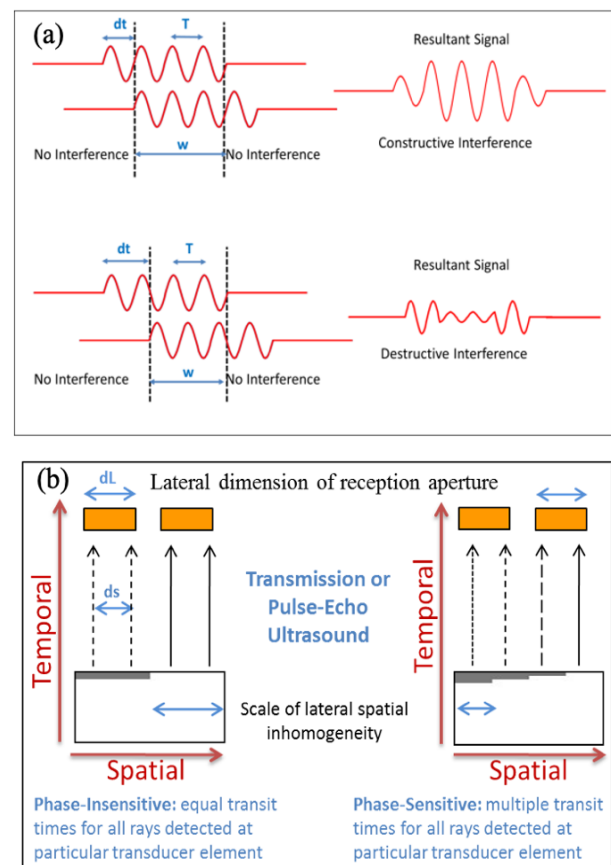 (a)
dt T Resultant Signal
No Interference w No Interference Constructive Interference
dt T Resultant Signal
Destructive Interference
No Interference w No Interference
(b) Lateral dimension of reception aperture
dL
Temporal
ds
Transmission or
Pulse-Echo
Ultrasound
Temporal
Scale of lateral spatial
inhomogeneity
Spatial
Spatial
Phase-Insensitive: equal transit
times for all rays detected at
particular transducer element
Phase-Sensitive: multiple transit
times for all rays detected at
particular transducer element